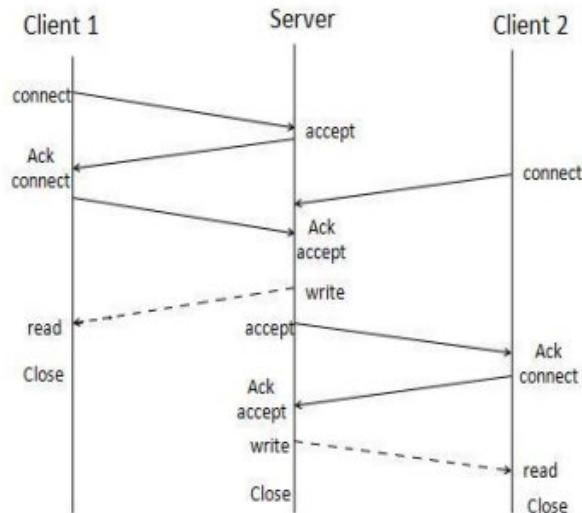 Client 1
Server
Client 2
connect
accept
Ack
connect
connect
Ack
accept
write
read
accept
Ack
connect
Close
Ack
accept
write
read
Close
Close